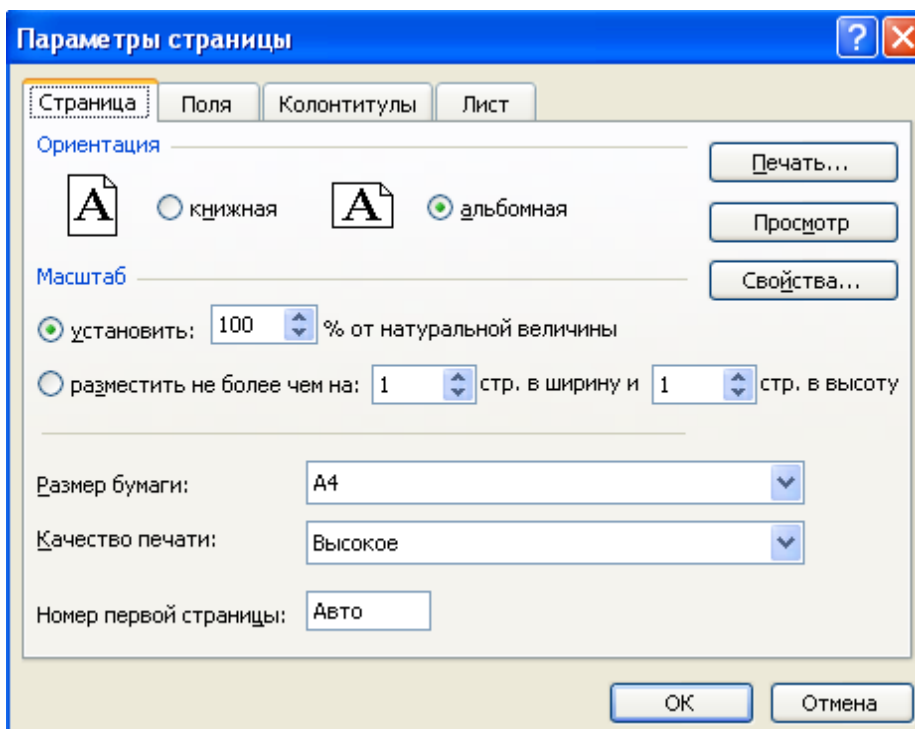 Параметры страницы
Страница Поля Колонтитулы Лист
Ориентация
Печать...
A книжная A альбомная
Просмотр
Масштаб
Свойства...
установить: 100 % от натуральной величины
разместить не более чем на: 1 стр. в ширину и 1 стр. в высоту
Размер бумаги: A4
Качество печати: Высокое
Номер первой страницы: Авто
ОК Отмена